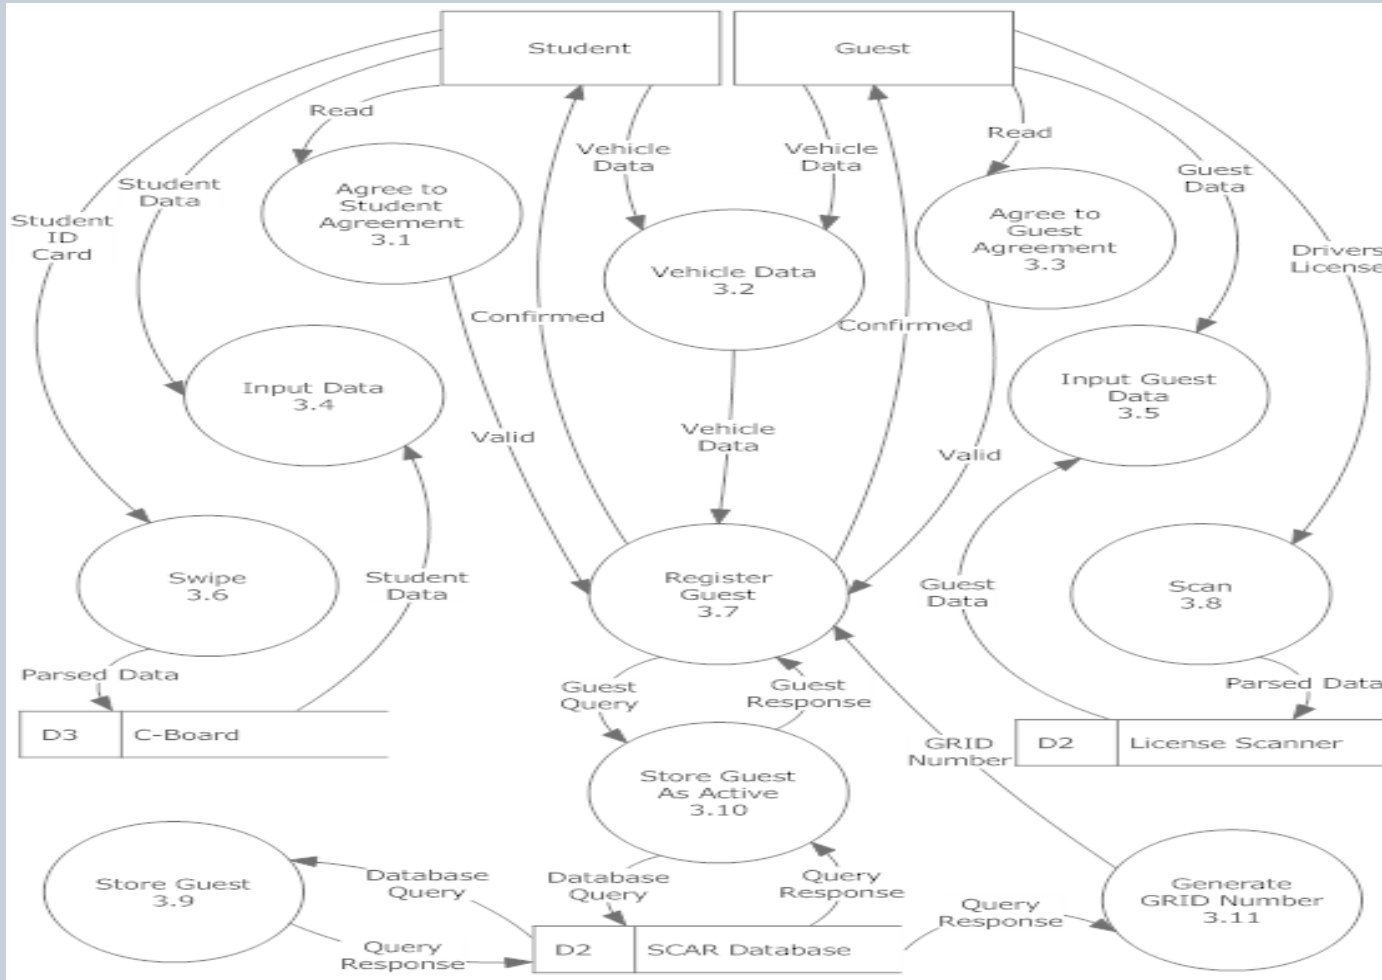 Student
Guest
Read
Vehicle
Data
Vehicle
Data
Read
Student
Data
Guest
Data
Student
ID
Card
Agree to
Student
Agreement
3.1
Agree to
Guest
Agreement
3.3
Drivers
License
Vehicle Data
3.2
Confirmed
Confirmed
Input Data
3.4
Input Guest
Data
3.5
Valid
Vehicle
Data
Valid
Swipe
3.6
Student
Data
Register
Guest
3.7
Guest
Data
Scan
3.8
Parsed Data
Guest
Query
Guest
Response
Parsed Data
D3
C-Board
GRID
Number
D2
License Scanner
Store Guest
As Active
3.10
Store Guest
3.9
Database
Query
Database
Query
Query
Response
Query
Response
Generate
GRID Number
3.11
Query
Response
D2
SCAR Database